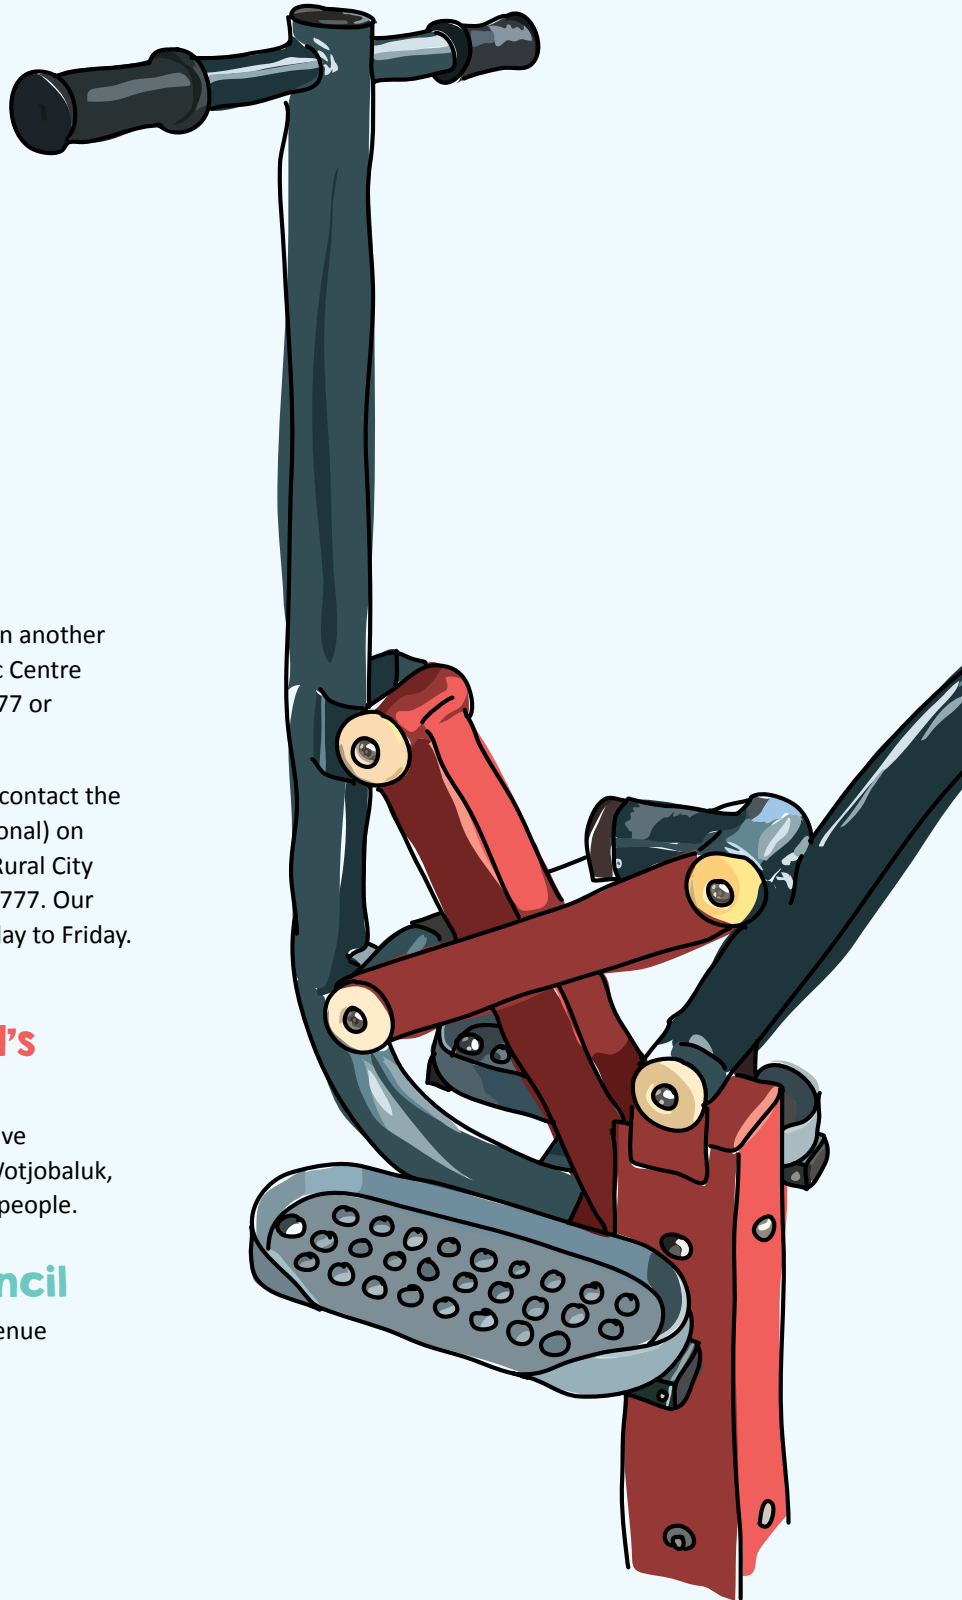 n another
c Centre
77 or
contact the
onal) on
Rural City
777. Our
lay to Friday.
l's
ve
Votjobaluk,
people.
ncil
enue